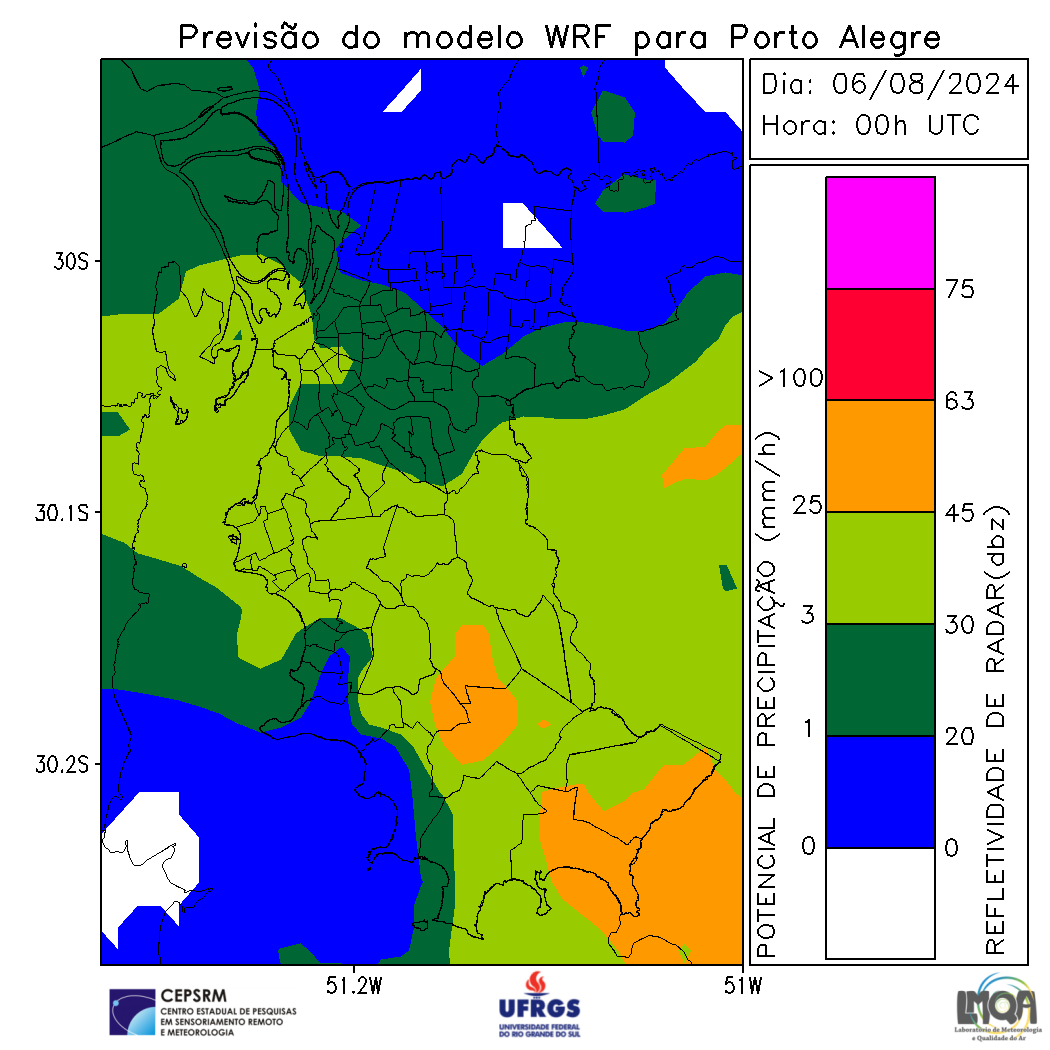 Previsão do modelo WRF para Porto Alegre
Dia: 06/08/2024
Hora: 00h UTC
30S
30.1S
30.2S
51.2W
51W
POTENCIAL DE PRECIPITAÇÃO (mm/h)
>100
25
3
1
0
75
63
45
30
20
0
REFLETIVIDADE DE RADAR(dbz)
CEPSRM
CENTRO ESTADUAL DE PESQUISAS
EM SENSORIAMENTO REMOTO
E METEOROLOGIA
UFRGS
UNIVERSIDADE FEDERAL
DO RIO GRANDE DO SUL
LMQA
Laboratório de Meteorologia
e Qualidade do Ar